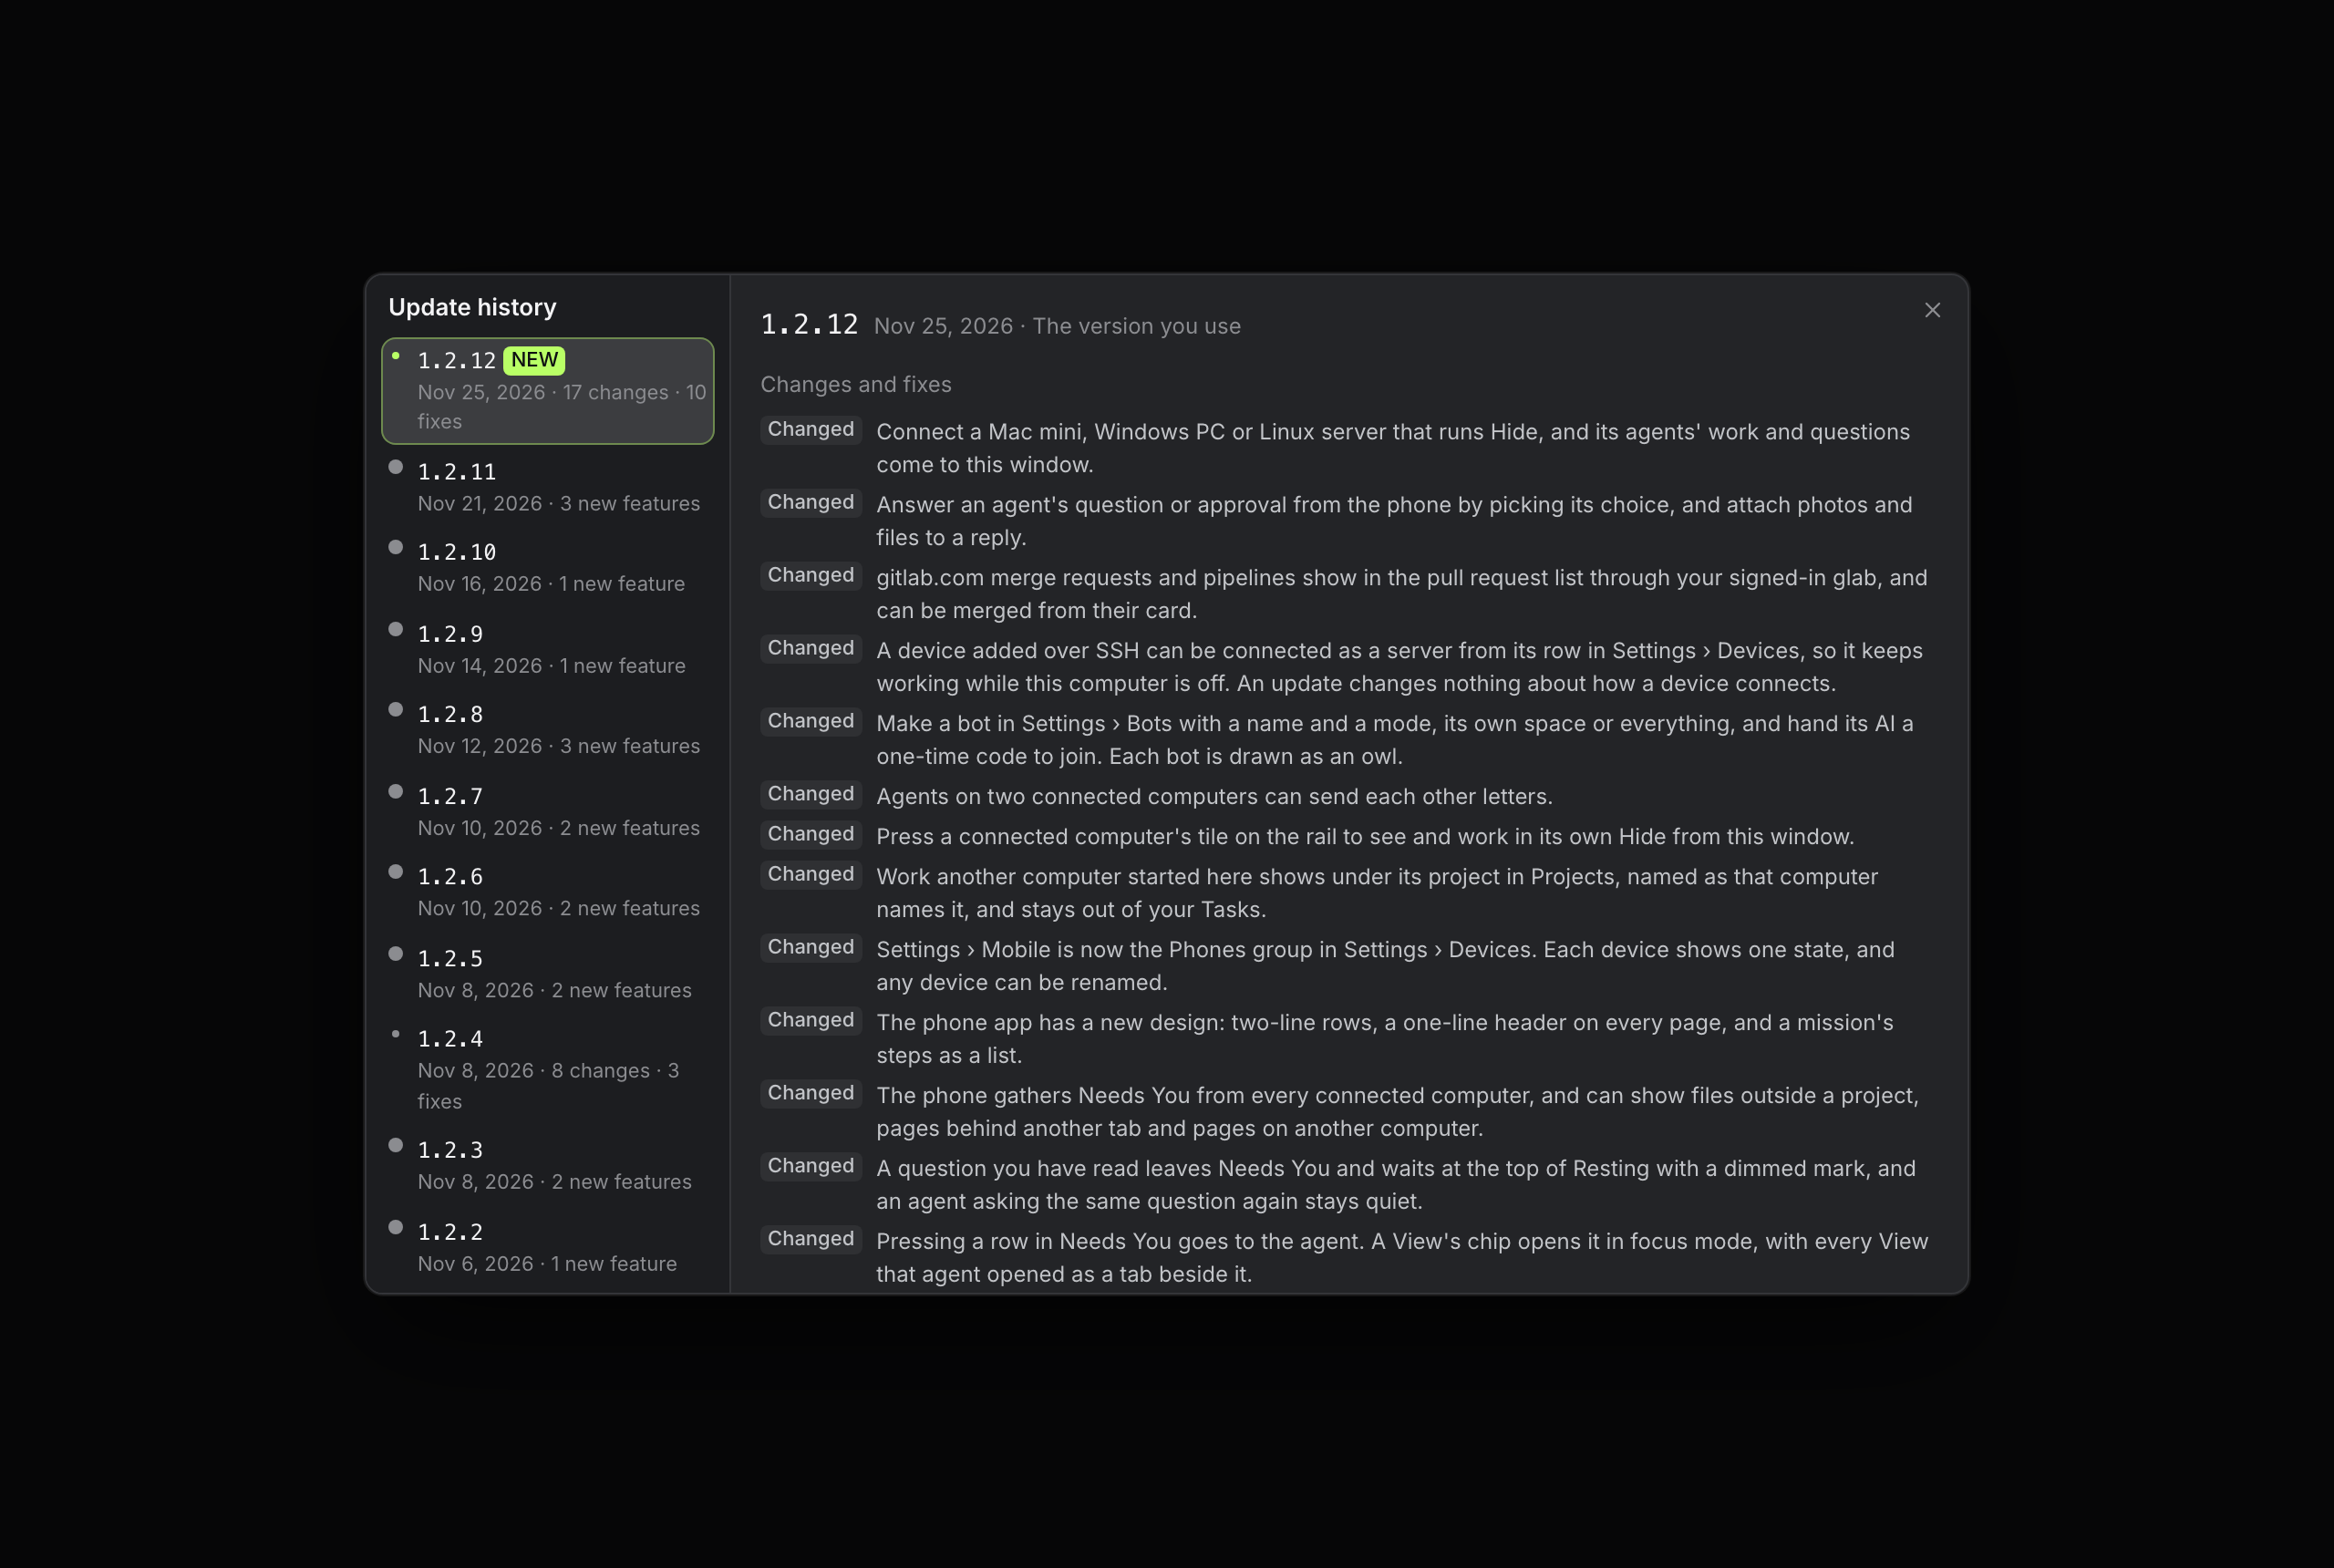 Update history
1.2.12 NEW
Nov 25, 2026 · 17 changes · 10
fixes
1.2.11
Nov 21, 2026 · 3 new features
1.2.10
Nov 16, 2026 · 1 new feature
1.2.9
Nov 14, 2026 · 1 new feature
1.2.8
Nov 12, 2026 · 3 new features
1.2.7
Nov 10, 2026 · 2 new features
1.2.6
Nov 10, 2026 · 2 new features
1.2.5
Nov 8, 2026 · 2 new features
1.2.4
Nov 8, 2026 · 8 changes · 3
fixes
1.2.3
Nov 8, 2026 · 2 new features
1.2.2
Nov 6, 2026 · 1 new feature
1.2.12 Nov 25, 2026 · The version you use
Changes and fixes
Changed Connect a Mac mini, Windows PC or Linux server that runs Hide, and its agents' work and questions
come to this window.
Changed Answer an agent's question or approval from the phone by picking its choice, and attach photos and
files to a reply.
Changed gitlab.com merge requests and pipelines show in the pull request list through your signed-in glab, and
can be merged from their card.
Changed A device added over SSH can be connected as a server from its row in Settings › Devices, so it keeps
working while this computer is off. An update changes nothing about how a device connects.
Changed Make a bot in Settings › Bots with a name and a mode, its own space or everything, and hand its AI a
one-time code to join. Each bot is drawn as an owl.
Changed Agents on two connected computers can send each other letters.
Changed Press a connected computer's tile on the rail to see and work in its own Hide from this window.
Changed Work another computer started here shows under its project in Projects, named as that computer
names it, and stays out of your Tasks.
Changed Settings › Mobile is now the Phones group in Settings › Devices. Each device shows one state, and
any device can be renamed.
Changed The phone app has a new design: two-line rows, a one-line header on every page, and a mission's
steps as a list.
Changed The phone gathers Needs You from every connected computer, and can show files outside a project,
pages behind another tab and pages on another computer.
Changed A question you have read leaves Needs You and waits at the top of Resting with a dimmed mark, and
an agent asking the same question again stays quiet.
Changed Pressing a row in Needs You goes to the agent. A View's chip opens it in focus mode, with every View
that agent opened as a tab beside it.